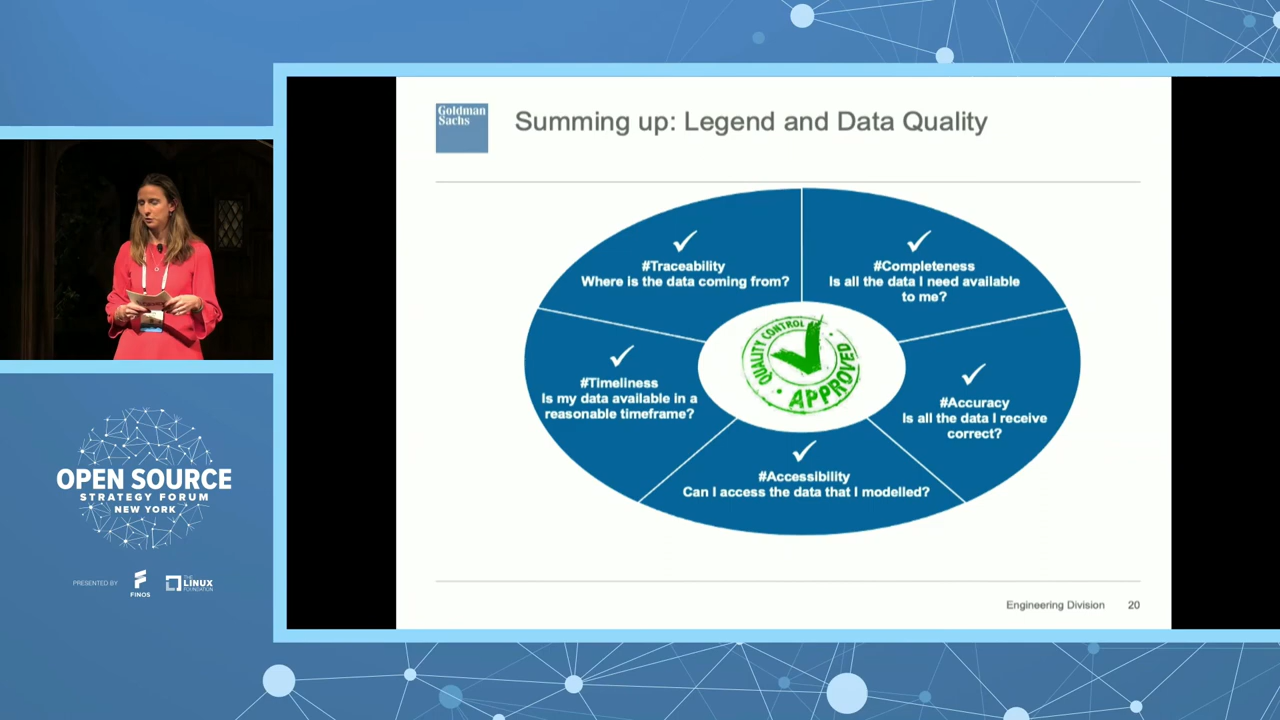 Goldman
Sachs
Summing up: Legend and Data Quality
#Traceability
Where is the data coming from?
#Completeness
Is all the data I need available
to me?
#Timeliness
Is my data available in a
reasonable timeframe?
#Accuracy
Is all the data I receive
correct?
#Accessibility
Can I access the data that I modelled?
QUALITY CONTROL
APPROVED
Engineering Division 20
OPEN SOURCE
STRATEGY FORUM
NEW YORK
PRESENTED BY
FINOS
THE
LINUX
FOUNDATION